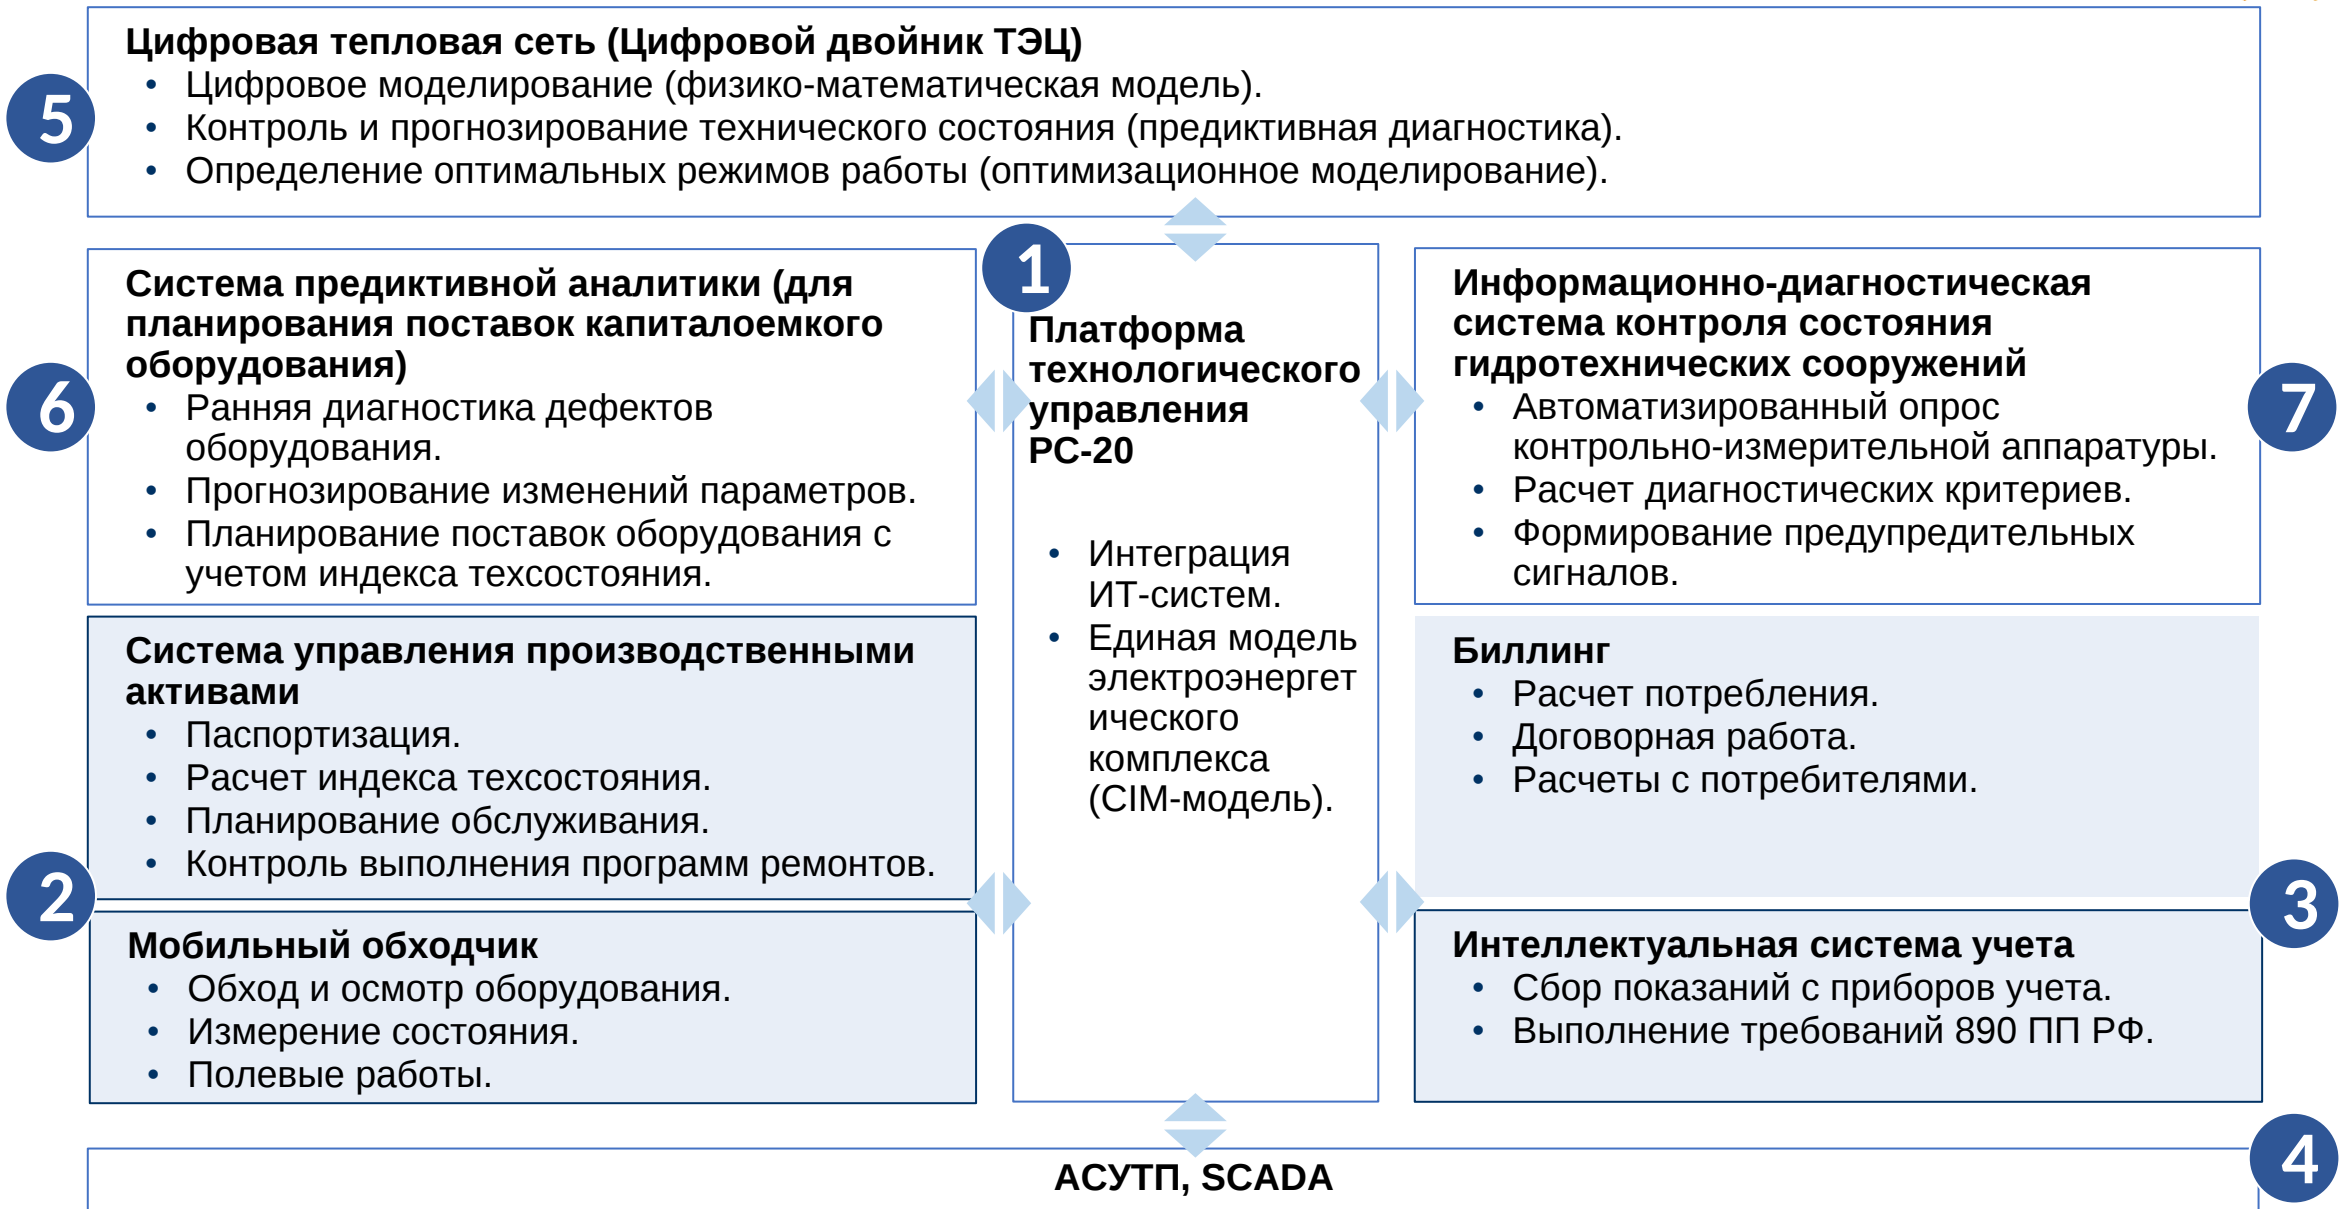 Цифровая тепловая сеть (Цифровой двойник ТЭЦ)
• Цифровое моделирование (физико-математическая модель).
• Контроль и прогнозирование технического состояния (предиктивная диагностика).
• Определение оптимальных режимов работы (оптимизационное моделирование).
5
Система предиктивной аналитики (для
планирования поставок капиталоемкого
оборудования)
• Ранняя диагностика дефектов
оборудования.
• Прогнозирование изменений параметров.
• Планирование поставок оборудования с
учетом индекса техсостояния.
6
1
Платформа
технологического
управления
РС-20
• Интеграция
ИТ-систем.
• Единая модель
электроэнергет
ического
комплекса
(CIM-модель).
Информационно-диагностическая
система контроля состояния
гидротехнических сооружений
• Автоматизированный опрос
контрольно-измерительной аппаратуры.
• Расчет диагностических критериев.
• Формирование предупредительных
сигналов.
7
Система управления производственными
активами
• Паспортизация.
• Расчет индекса техсостояния.
• Планирование обслуживания.
• Контроль выполнения программ ремонтов.
2
Мобильный обходчик
• Обход и осмотр оборудования.
• Измерение состояния.
• Полевые работы.
Биллинг
• Расчет потребления.
• Договорная работа.
• Расчеты с потребителями.
3
Интеллектуальная система учета
• Сбор показаний с приборов учета.
• Выполнение требований 890 ПП РФ.
4
АСУТП, SCADA